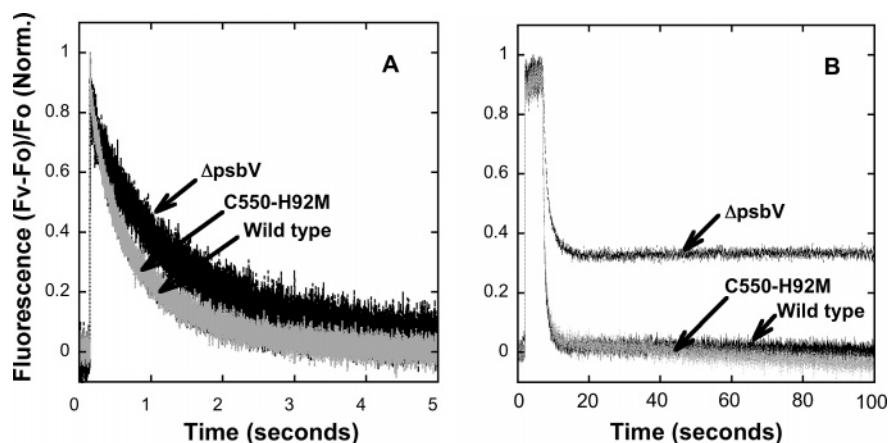 Fluorescence (Fv-Fo)/Fo (Norm.)
A
1
0.8
0.6
0.4
0.2
0
ΔpsbV
C550-H92M
Wild type
0 1 2 3 4 5
Time (seconds)
B
1
0.8
0.6
0.4
0.2
0
ΔpsbV
C550-H92M
Wild type
0 20 40 60 80 100
Time (seconds)